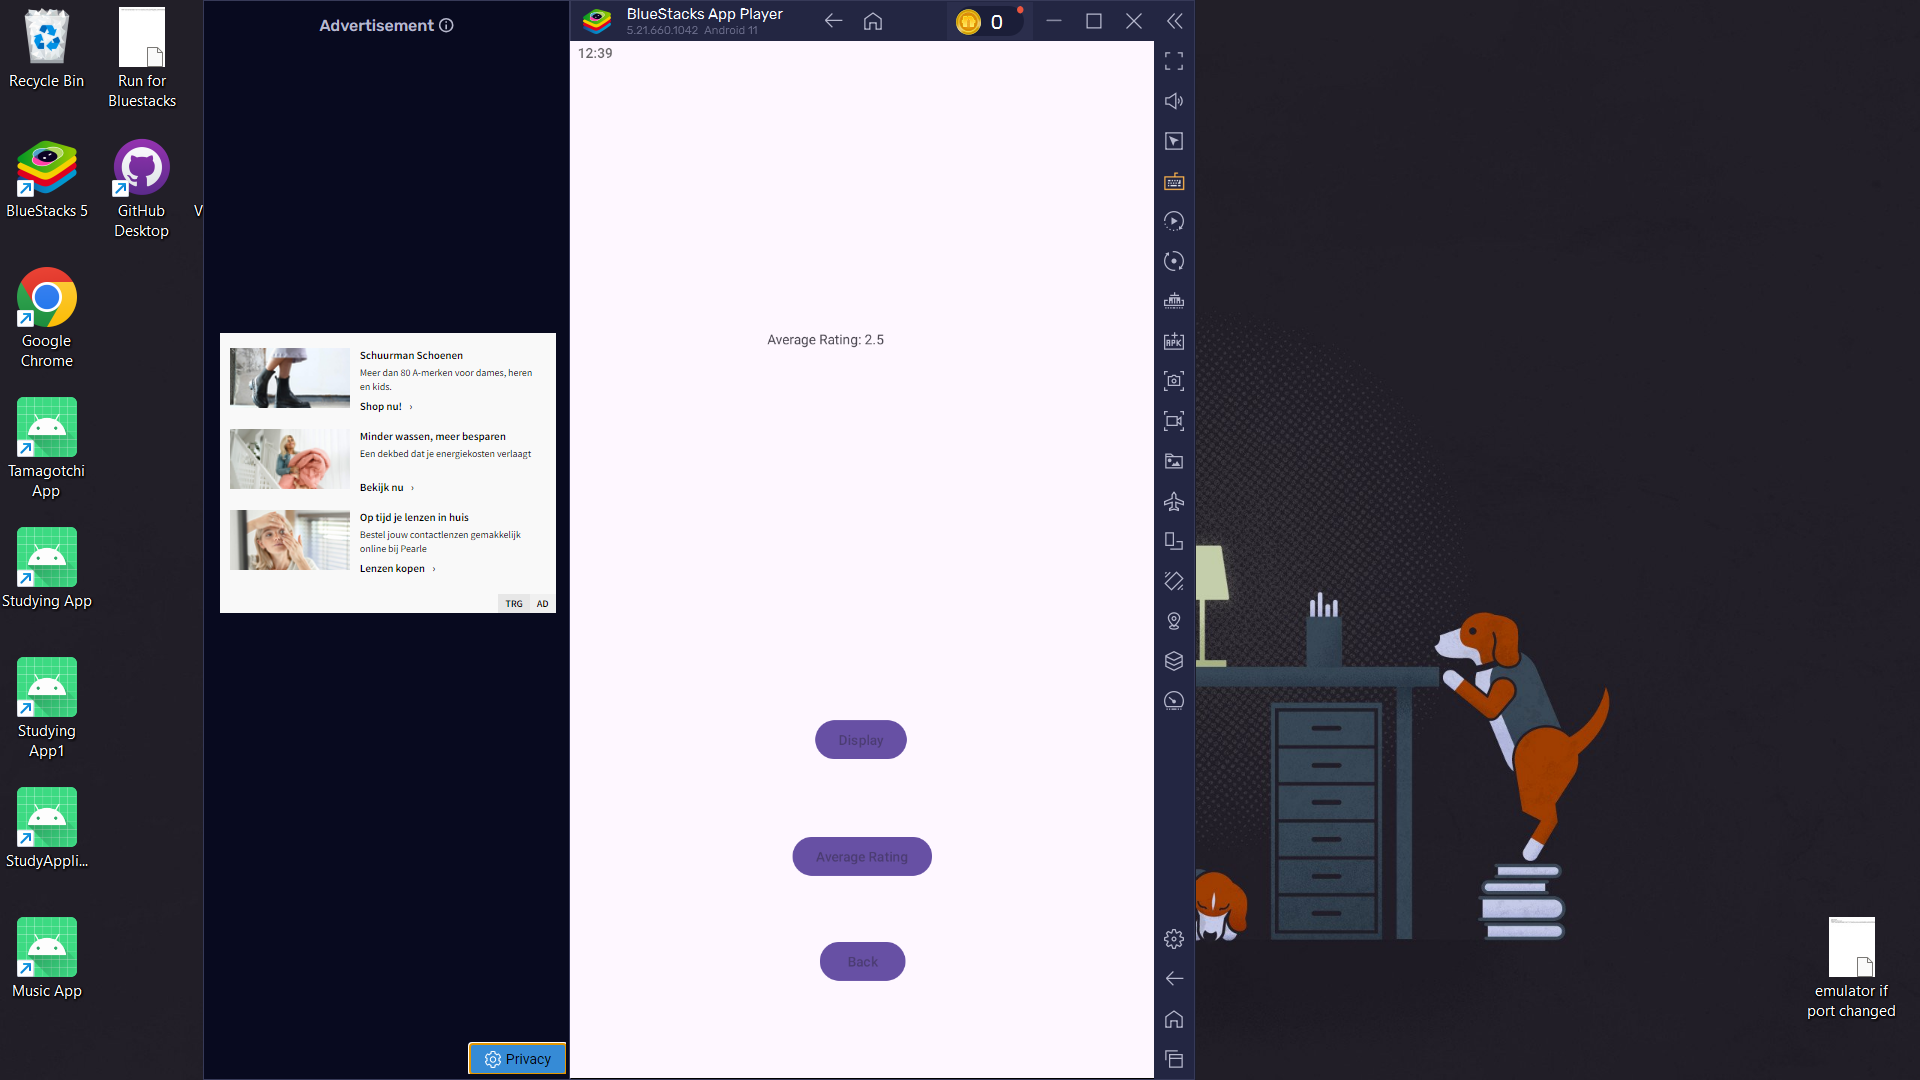 Recycle Bin
Run for
Bluestacks
BlueStacks 5
GitHub
Desktop
V
Google
Chrome
Tamagotchi
App
Studying App
Studying
App1
StudyAppli...
Music App
Advertisement
Schuurman Schoenen
Meer dan 80 A-merken voor dames, heren
en kids.
Shop nu! ›
Minder wassen, meer besparen
Een dekbed dat je energiekosten verlaagt
Bekijk nu ›
Op tijd je lenzen in huis
Bestel jouw contactlenzen gemakkelijk
online bij Pearle
Lenzen kopen ›
TRG AD
Privacy
BlueStacks App Player
5.21.660.1042 Android 11
0
12:39
Average Rating: 2.5
Display
Average Rating
Back
APK
emulator if
port changed